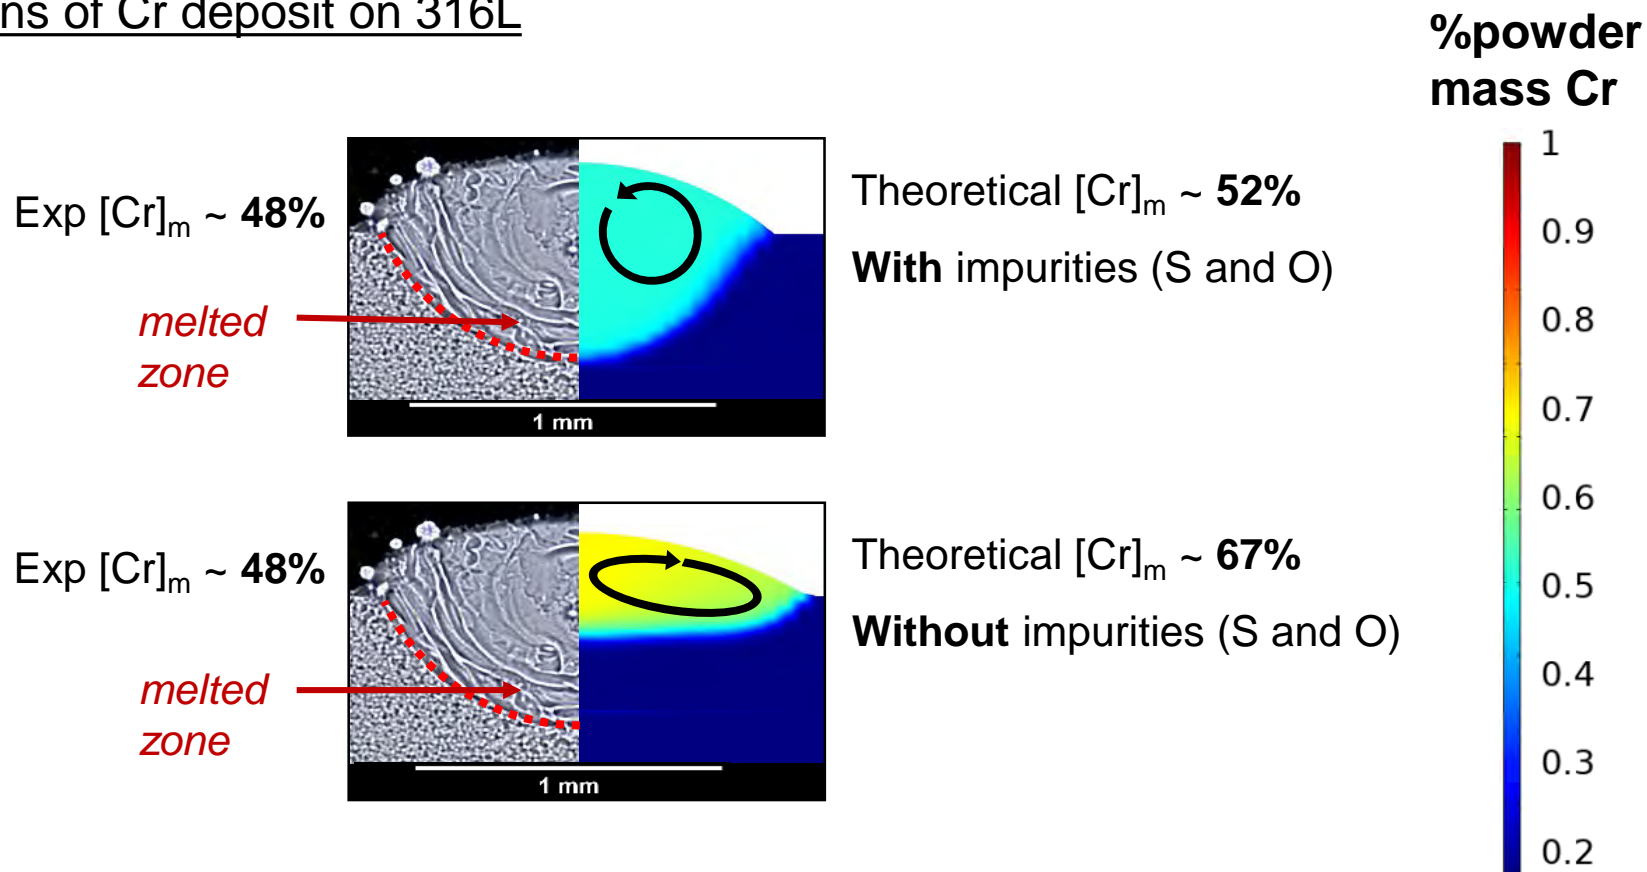 ns of Cr deposit on 316L
%powder
mass Cr
Exp [Cr]m ~ 48%
melted
zone
1 mm
Theoretical [Cr]m ~ 52%
With impurities (S and O)
Exp [Cr]m ~ 48%
melted
zone
1 mm
Theoretical [Cr]m ~ 67%
Without impurities (S and O)
1
0.9
0.8
0.7
0.6
0.5
0.4
0.3
0.2